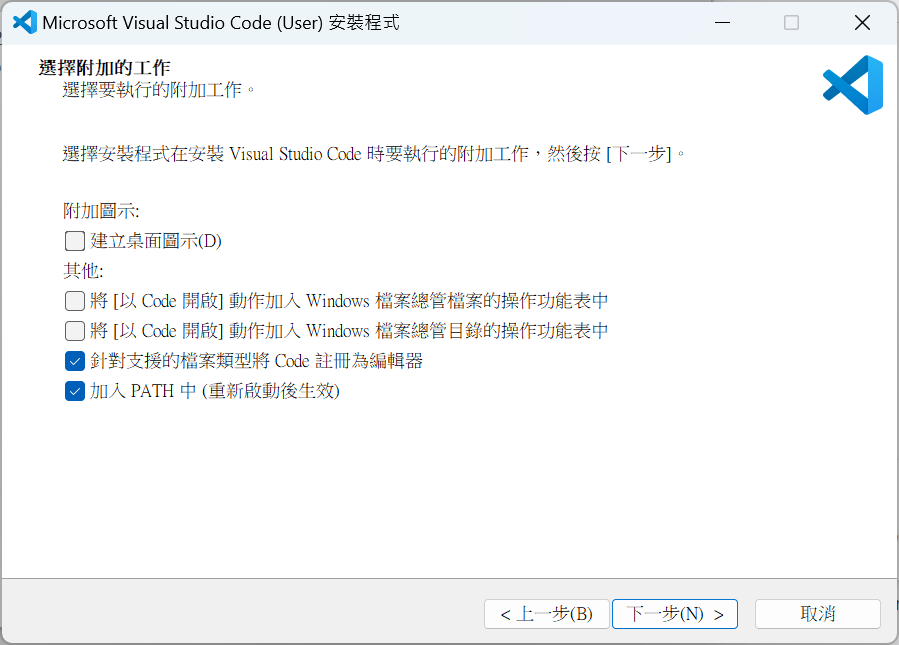 Microsoft Visual Studio Code (User) 安裝程式
選擇附加的工作
選擇要執行的附加工作。
選擇安裝程式在安裝 Visual Studio Code 時要執行的附加工作，然後按 [下一步]。
附加圖示:
建立桌面圖示(D)
其他:
將 [以 Code 開啟] 動作加入 Windows 檔案總管檔案的操作功能表中
將 [以 Code 開啟] 動作加入 Windows 檔案總管目錄的操作功能表中
針對支援的檔案類型將 Code 註冊為編輯器
加入 PATH 中 (重新啟動後生效)
< 上一步(B) 下一步(N) > 取消